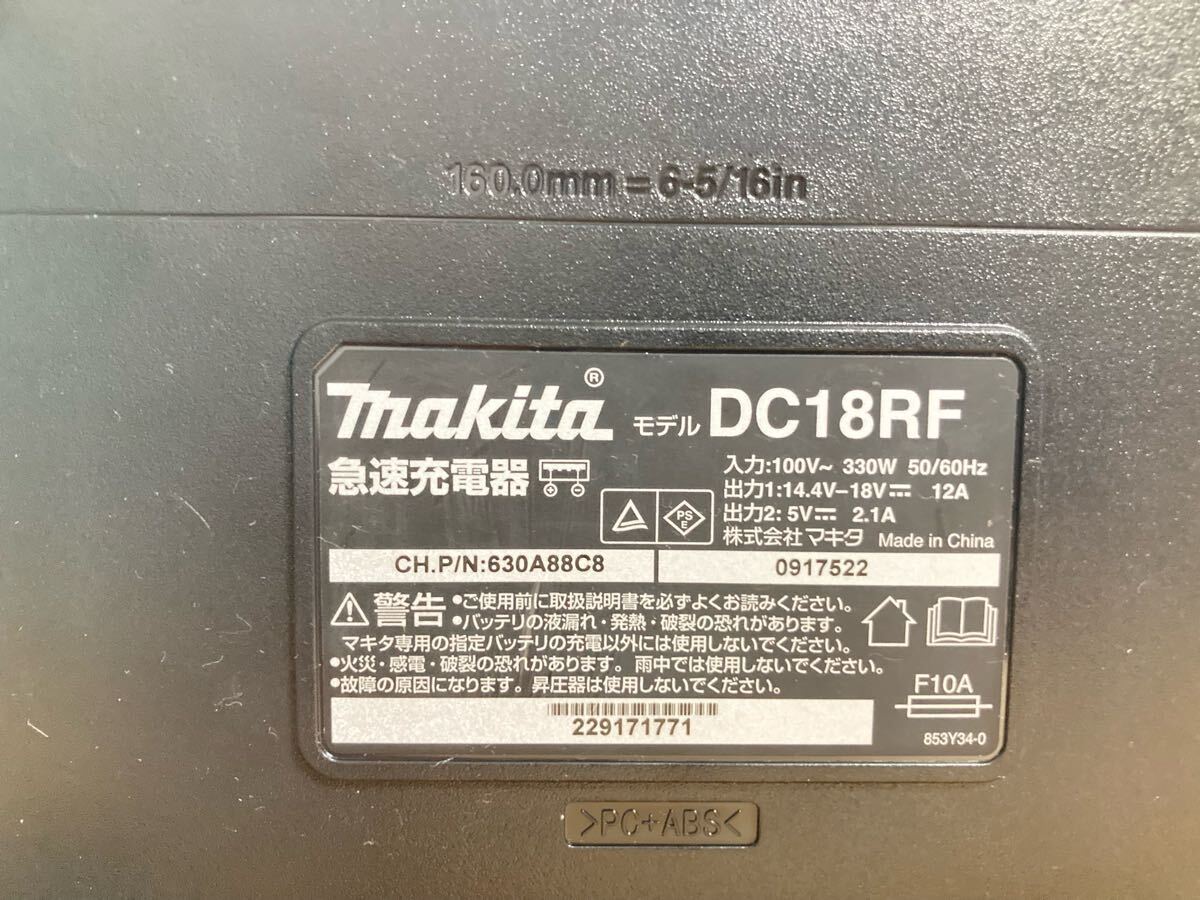 160.0mm = 6-5/16in
makita® モデル DC18RF
急速充電器
入力:100V~ 330W 50/60Hz
出力1:14.4V-18V⎓ 12A
出力2: 5V⎓ 2.1A
株式会社 マキタ Made in China
PS
E
CH.P/N:630A88C8
0917522
⚠警告 •ご使用前に取扱説明書を必ずよくお読みください。
•バッテリの液漏れ・発熱・破裂の恐れがあります。
マキタ専用の指定バッテリの充電以外には使用しないでください。
•火災・感電・破裂の恐れがあります。雨中では使用しないでください。
•故障の原因になります。昇圧器は使用しないでください。
F10A
229171771
853Y34-0
>PC+ABS<